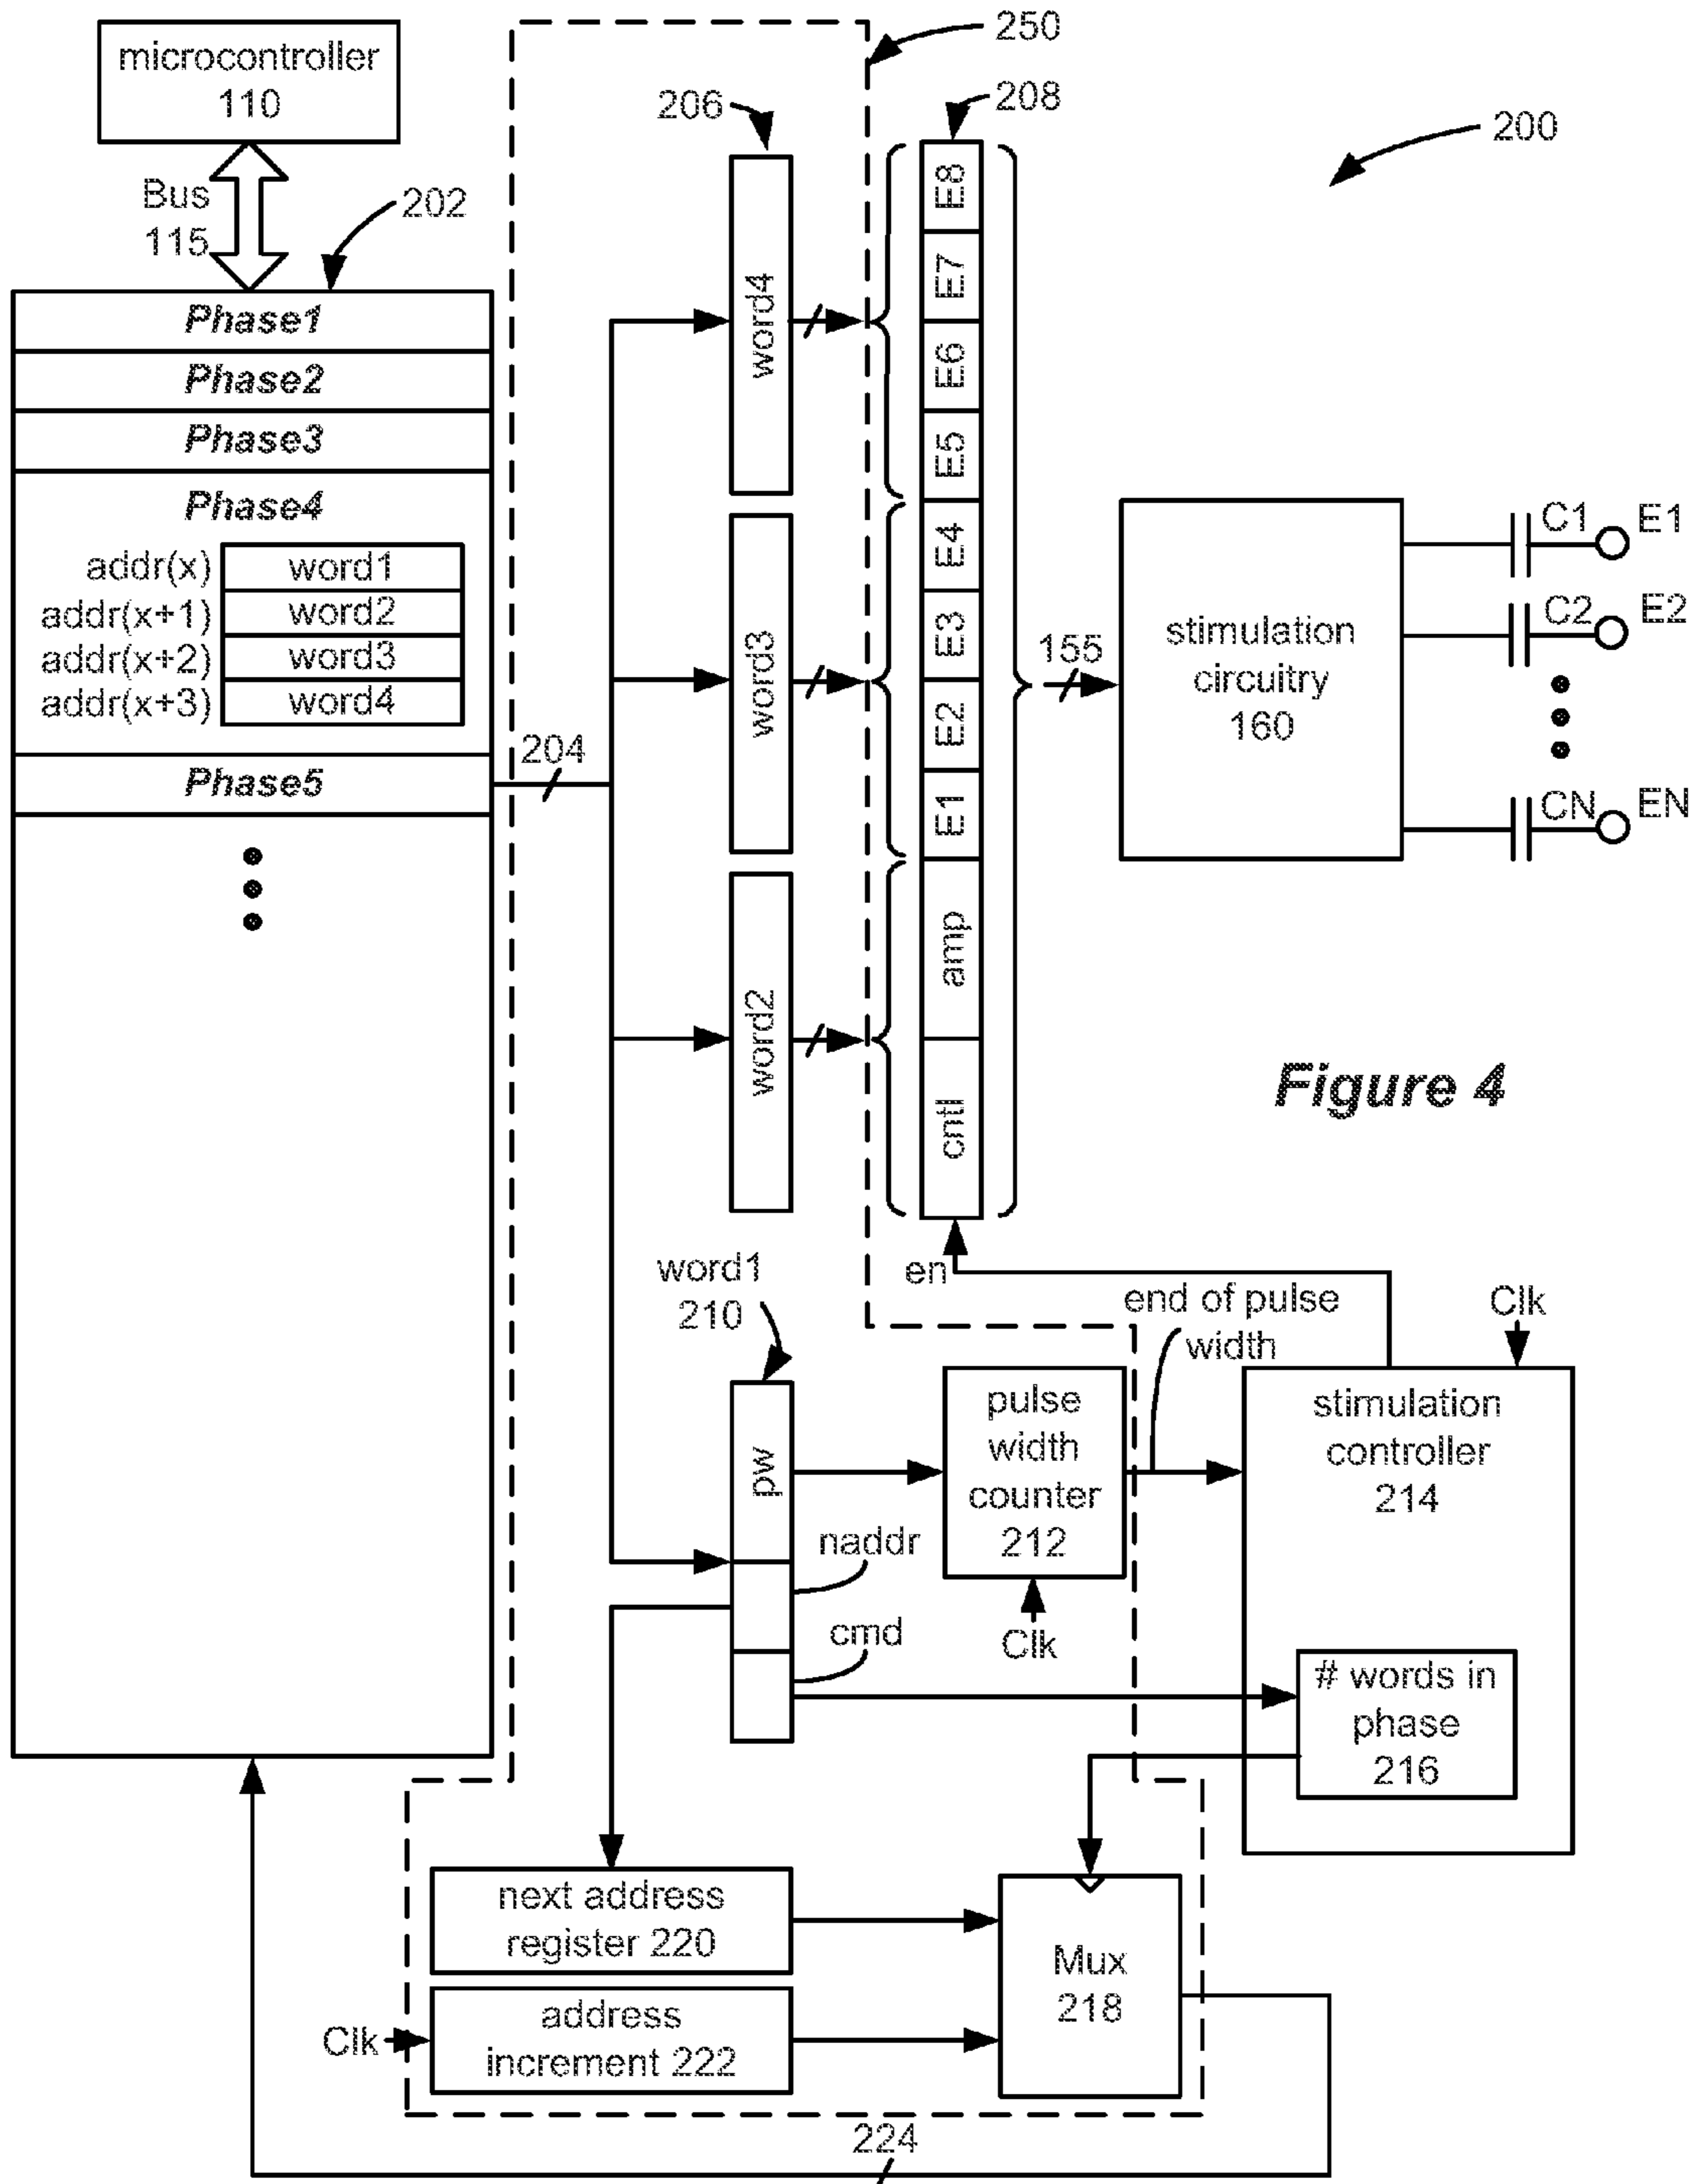 microcontroller
110
Bus
115
202
250
206
208
200
Phase1
Phase2
Phase3
Phase4
addr(x) word1
addr(x+1) word2
addr(x+2) word3
addr(x+3) word4
Phase5
204
word4
word3
word2
E8
E7
E6
E5
E4
E3
E2
E1
amp
cntl
155
stimulation
circuitry
160
C1 E1
C2 E2
CN EN
Figure 4
en
word1
210
end of pulse
width
Clk
pw
naddr
cmd
pulse
width
counter
212
Clk
stimulation
controller
214
# words in
phase
216
next address
register 220
Clk
address
increment 222
Mux
218
224